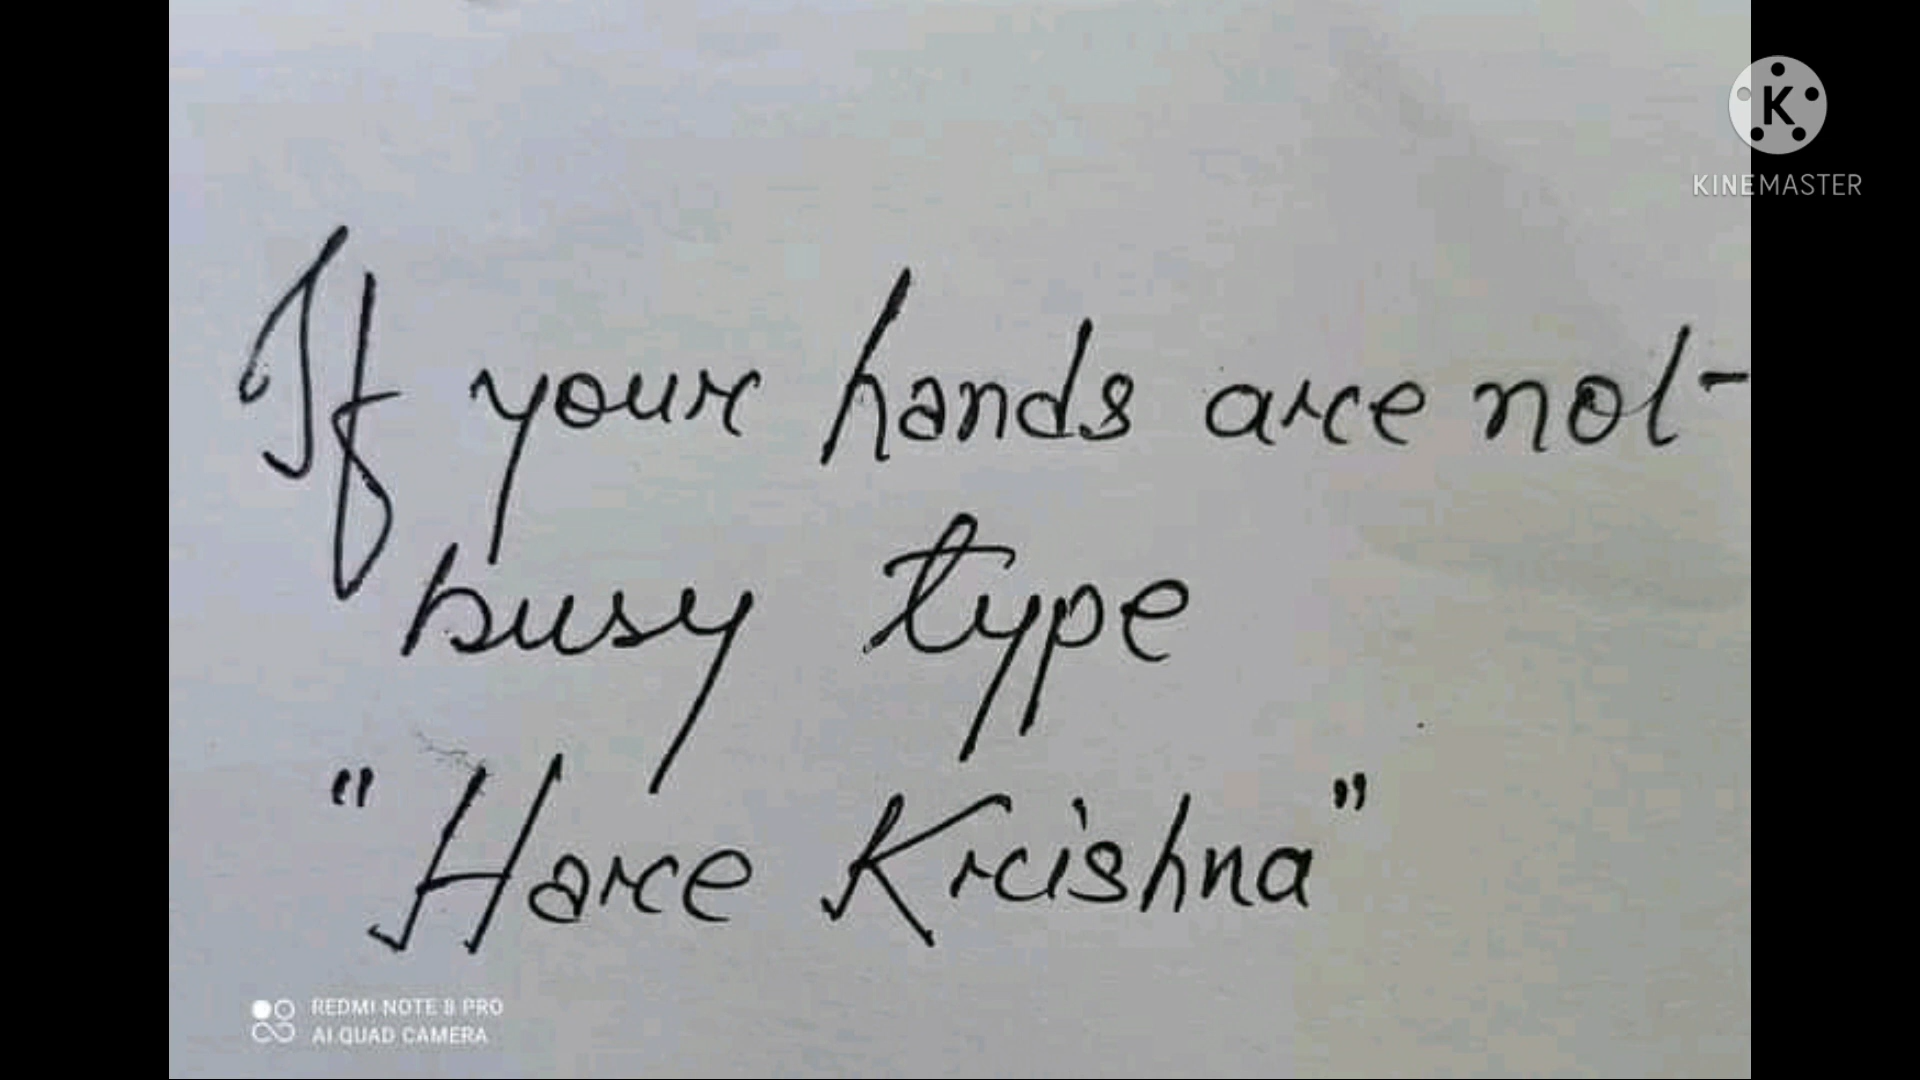 KINEMASTER
If your hands are not
busy type
"Hare Krishna"
REDMI NOTE 8 PRO
AI QUAD CAMERA